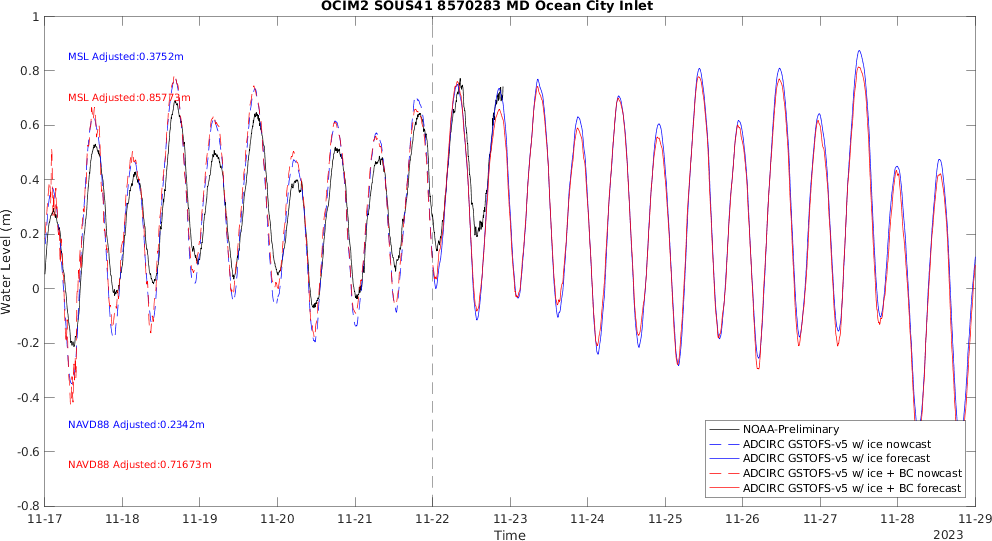 OCIM2 SOUS41 8570283 MD Ocean City Inlet
1
0.8
0.6
0.4
0.2
0
-0.2
-0.4
-0.6
-0.8
Water Level (m)
MSL Adjusted:0.3752m
MSL Adjusted:0.85773m
NAVD88 Adjusted:0.2342m
NAVD88 Adjusted:0.71673m
NOAA-Preliminary
ADCIRC GSTOFS-v5 w/ ice nowcast
ADCIRC GSTOFS-v5 w/ ice forecast
ADCIRC GSTOFS-v5 w/ ice + BC nowcast
ADCIRC GSTOFS-v5 w/ ice + BC forecast
11-17 11-18 11-19 11-20 11-21 11-22 11-23 11-24 11-25 11-26 11-27 11-28 11-29
Time
2023